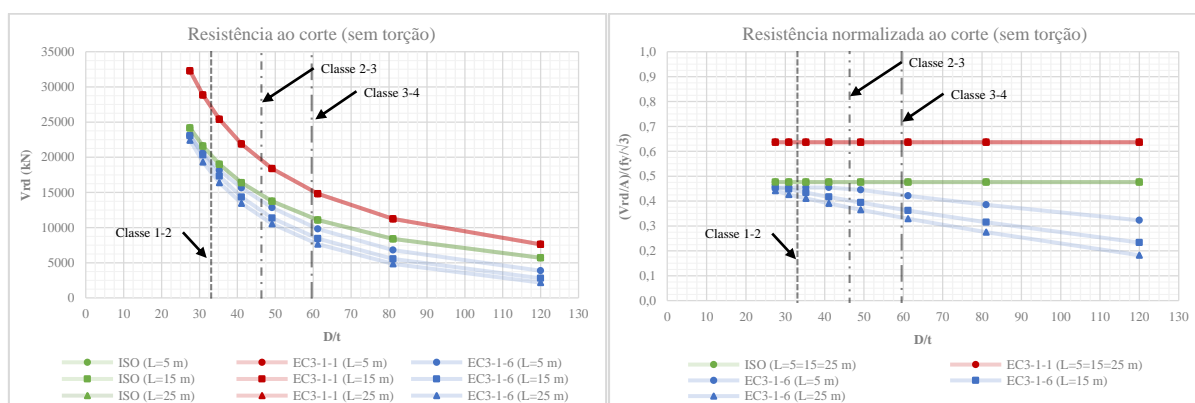 Resistência ao corte (sem torção)
35000
30000
25000
20000
15000
10000
5000
0
Vrd (kN)
Classe 2-3
Classe 3-4
Classe 1-2
0 10 20 30 40 50 60 70 80 90 100 110 120 130
D/t
ISO (L=5 m) EC3-1-1 (L=5 m) EC3-1-6 (L=5 m)
ISO (L=15 m) EC3-1-1 (L=15 m) EC3-1-6 (L=15 m)
ISO (L=25 m) EC3-1-1 (L=25 m) EC3-1-6 (L=25 m)
Resistência normalizada ao corte (sem torção)
1,0
0,9
0,8
0,7
0,6
0,5
0,4
0,3
0,2
0,1
0,0
(Vrd/A)/(fy/√3)
Classe 2-3
Classe 3-4
Classe 1-2
0 10 20 30 40 50 60 70 80 90 100 110 120 130
D/t
ISO (L=5=15=25 m) EC3-1-1 (L=5=15=25 m)
EC3-1-6 (L=5 m) EC3-1-6 (L=15 m)
EC3-1-6 (L=25 m)